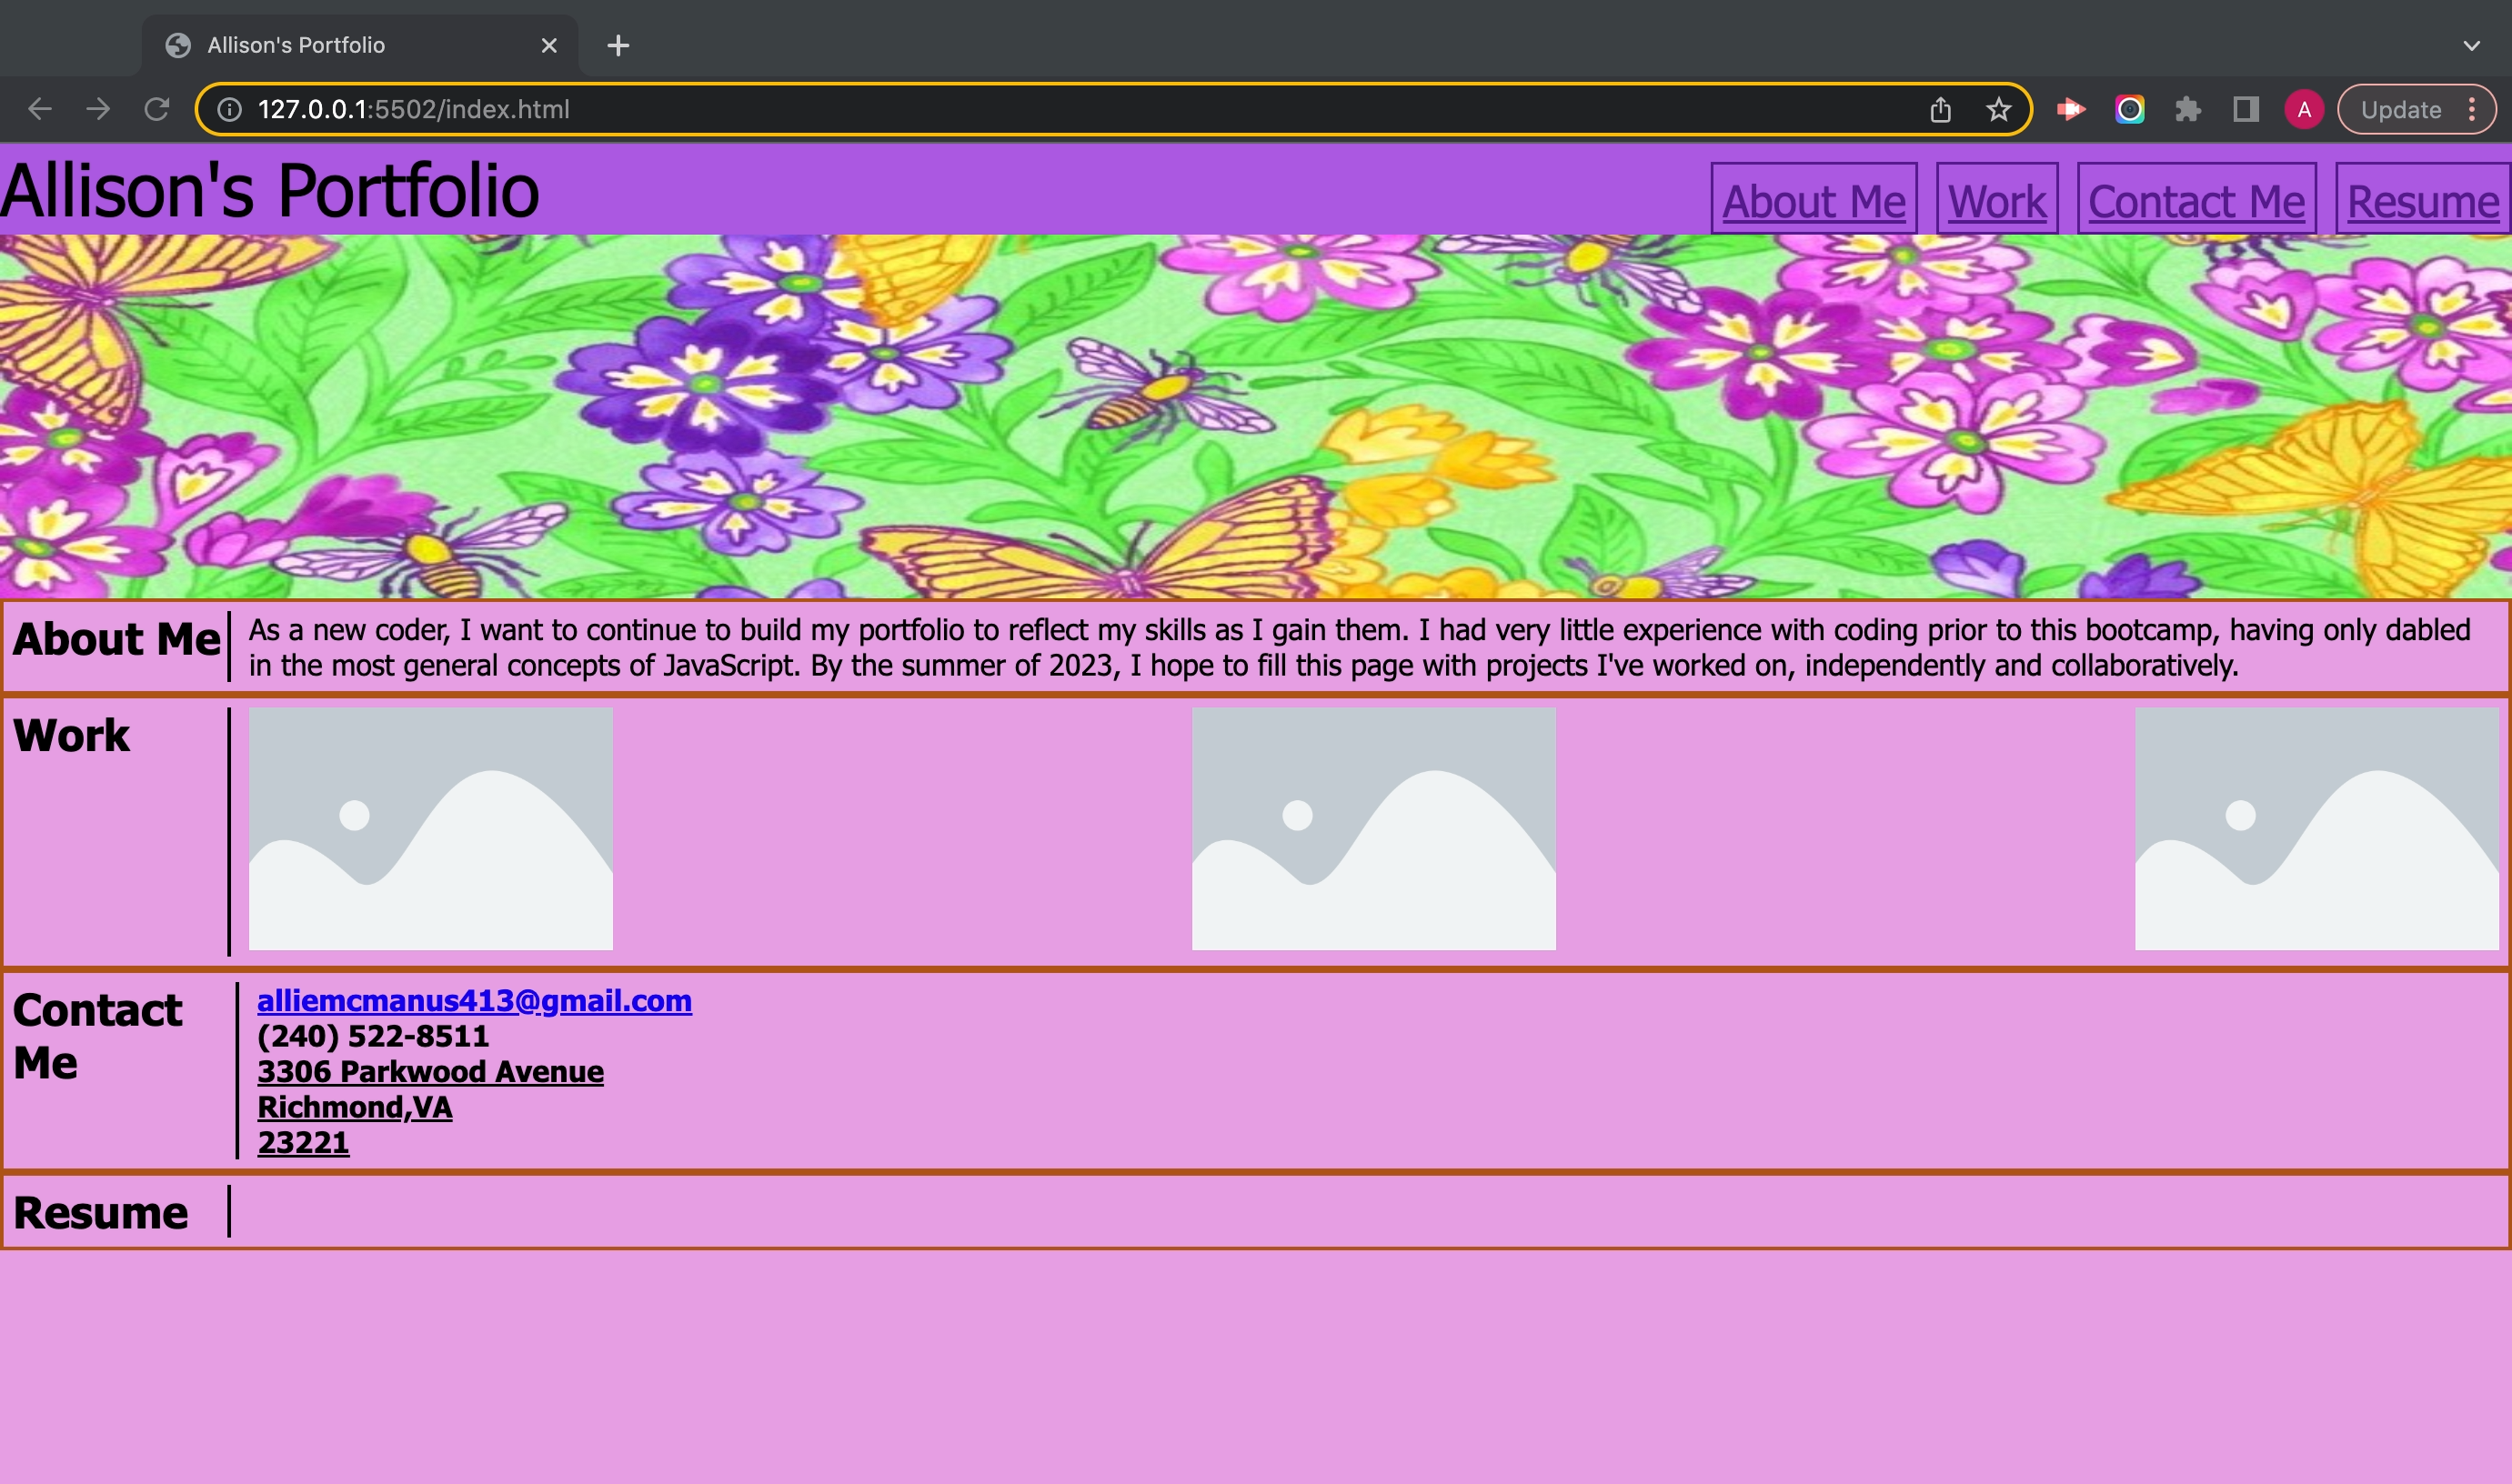 Allison's Portfolio
127.0.0.1:5502/index.html
A
Update
Allison's Portfolio
About Me
Work
Contact Me
Resume
About Me
As a new coder, I want to continue to build my portfolio to reflect my skills as I gain them. I had very little experience with coding prior to this bootcamp, having only dabled
in the most general concepts of JavaScript. By the summer of 2023, I hope to fill this page with projects I've worked on, independently and collaboratively.
Work
Contact
Me
alliemcmanus413@gmail.com
(240) 522-8511
3306 Parkwood Avenue
Richmond,VA
23221
Resume